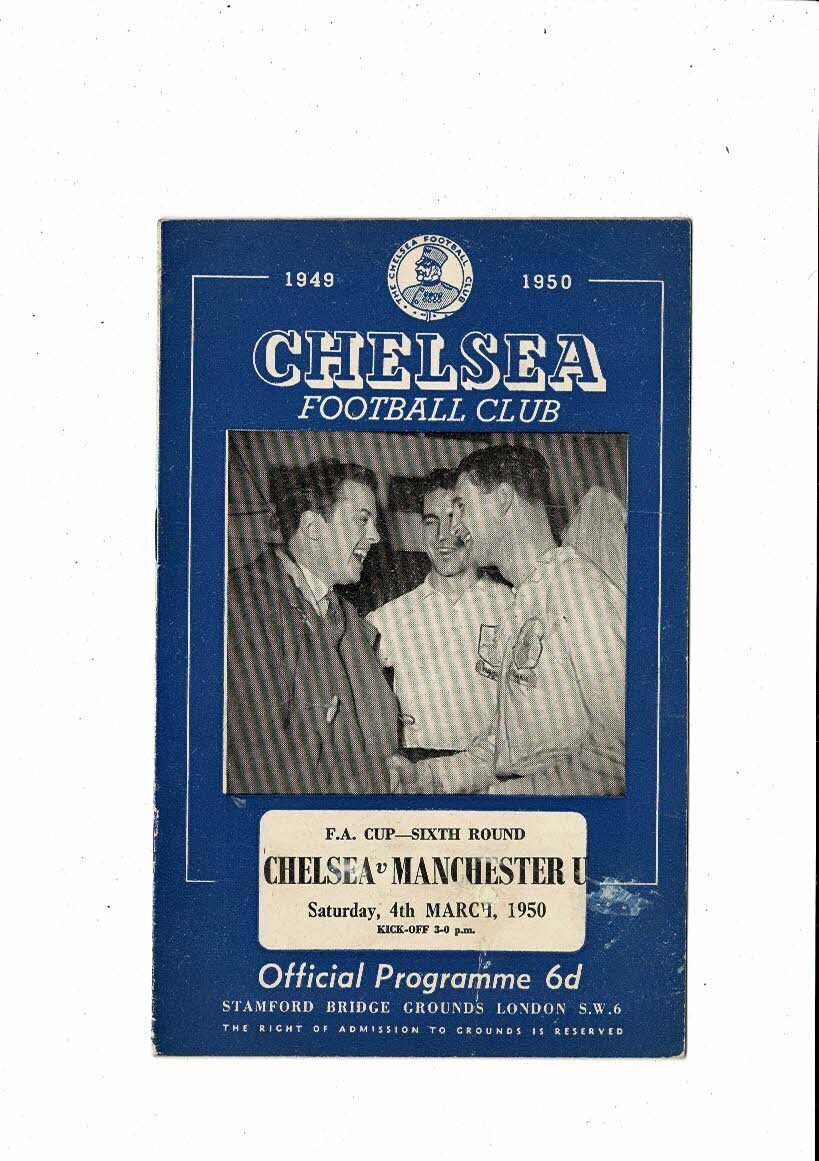 THE CHELSEA FOOTBALL CLUB
1949 1950
CHELSEA
FOOTBALL CLUB
F.A. CUP—SIXTH ROUND
CHELSEA v MANCHESTER U
Saturday, 4th MARCH, 1950
KICK-OFF 3-0 p.m.
Official Programme 6d
STAMFORD BRIDGE GROUNDS LONDON S.W.6
THE RIGHT OF ADMISSION TO GROUNDS IS RESERVED